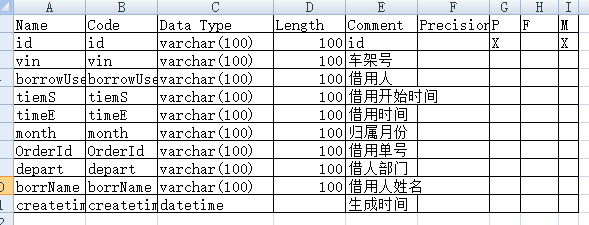 A B C D E F G H I
Name Code Data Type Length Comment Precision P F M
id id varchar(100) 100 id X X
vin vin varchar(100) 100 车架号
borrowUse borrowUse varchar(100) 100 借用人
tiemS tiemS varchar(100) 100 借用开始时间
timeE timeE varchar(100) 100 借用时间
month month varchar(100) 100 归属月份
OrderId OrderId varchar(100) 100 借用单号
depart depart varchar(100) 100 借人部门
borrName borrName varchar(100) 100 借用人姓名
createtim createtim datetime 生成时间